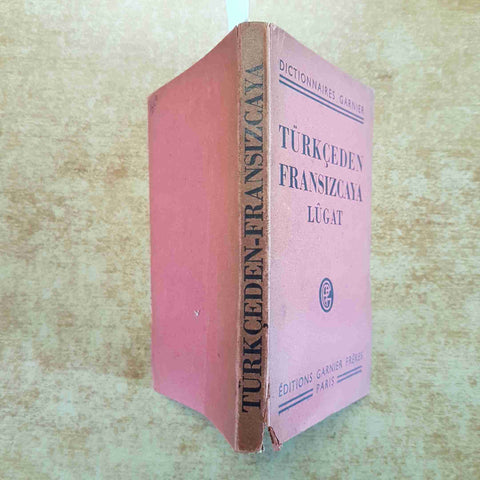 DICTIONNAIRES GARNIER
TÜRKÇEDEN
FRANSIZCAYA
LÛGAT
ÉDITIONS GARNIER FRÈRES
PARIS
TÜRKÇEDEN-FRANSIZCAYA